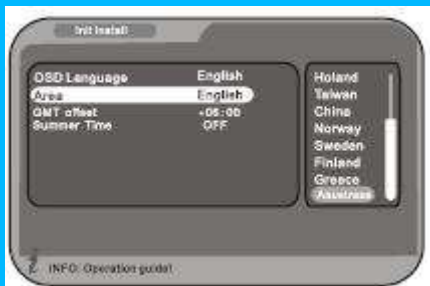 Init Install
OSD Language English
Area English
GMT offset +06:00
Summer Time OFF
Holand
Taiwan
China
Norway
Sweden
Finland
Greece
INFO: Operation guide!